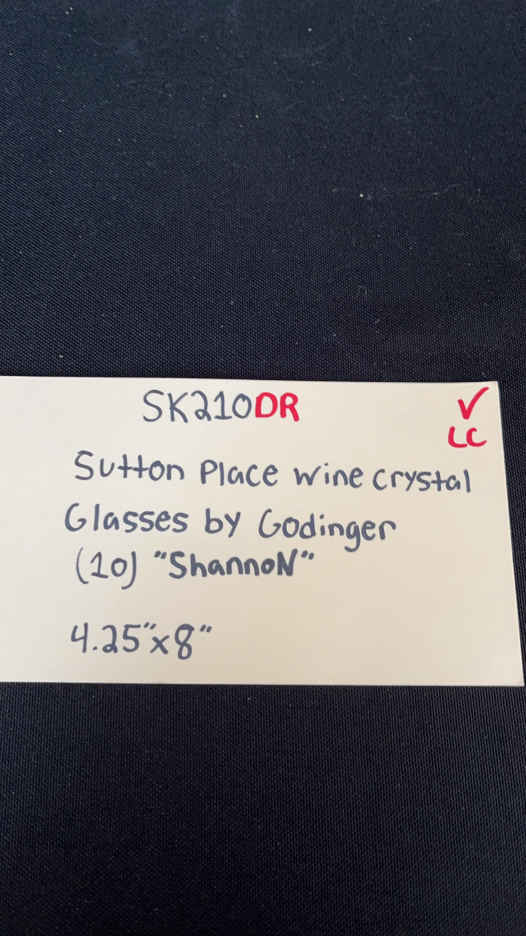 SK210DR ✓
LC
Sutton Place Wine Crystal
Glasses by Godinger
(10) "ShannoN"
4.25"x8"